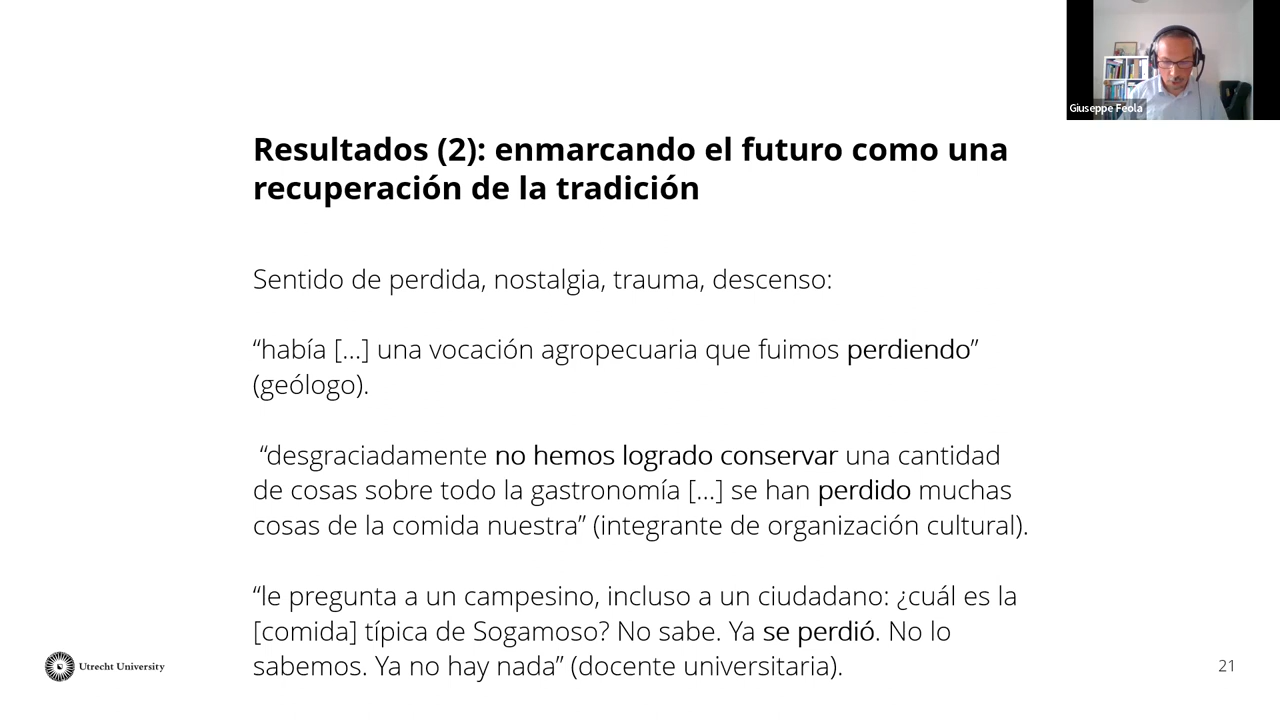 Giuseppe Feola
Resultados (2): enmarcando el futuro como una
recuperación de la tradición
Sentido de perdida, nostalgia, trauma, descenso:
“había [...] una vocación agropecuaria que fuimos perdiendo”
(geólogo).
“desgraciadamente no hemos logrado conservar una cantidad
de cosas sobre todo la gastronomía [...] se han perdido muchas
cosas de la comida nuestra” (integrante de organización cultural).
“le pregunta a un campesino, incluso a un ciudadano: ¿cuál es la
[comida] típica de Sogamoso? No sabe. Ya se perdió. No lo
sabemos. Ya no hay nada” (docente universitaria).
Utrecht University
21